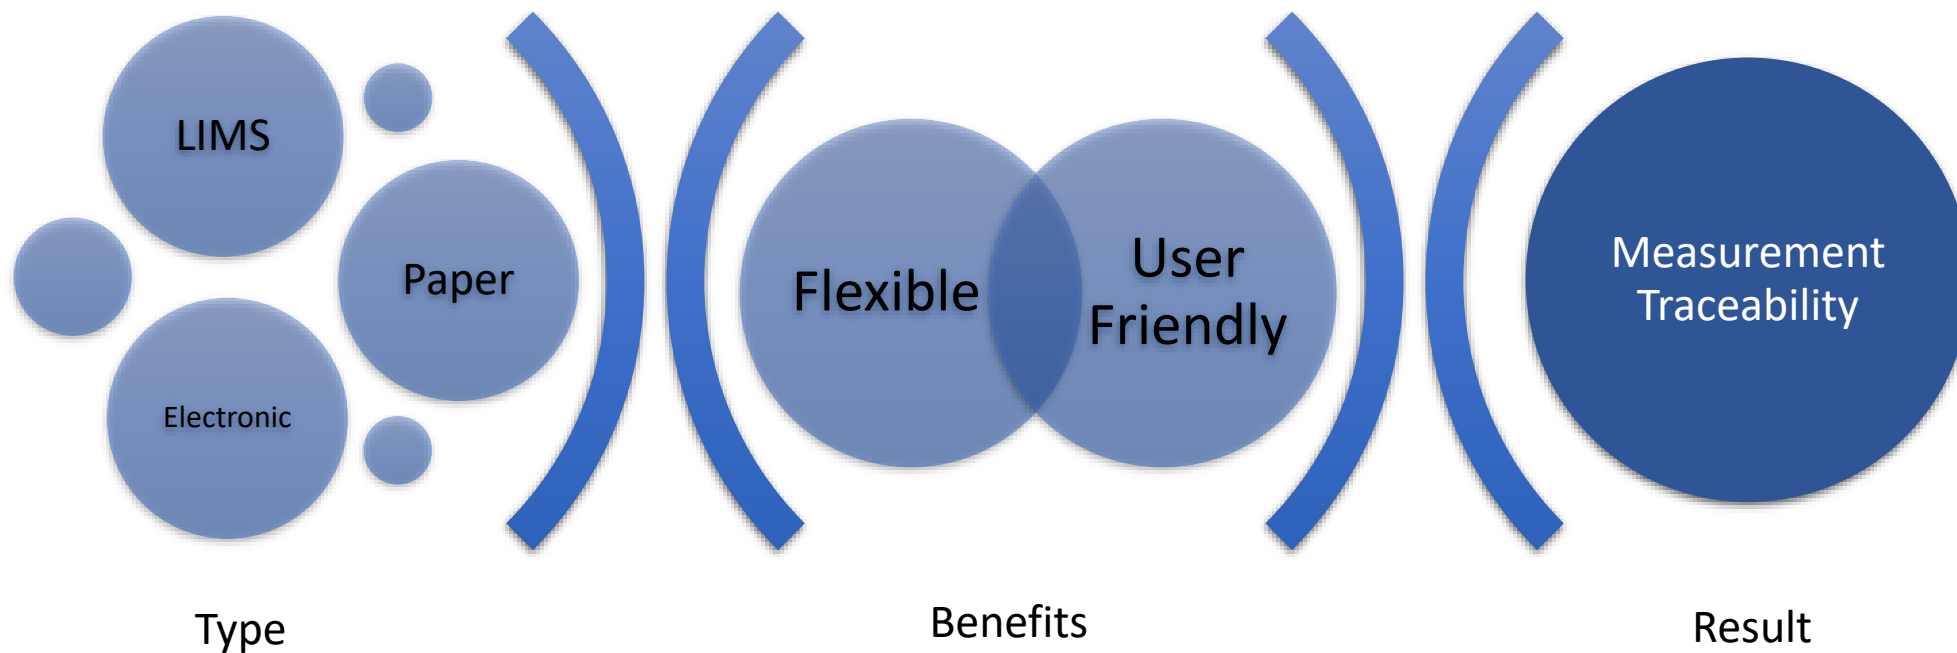 LIMS
Paper
Electronic
Flexible
User
Friendly
Measurement
Traceability
Type
Benefits
Result